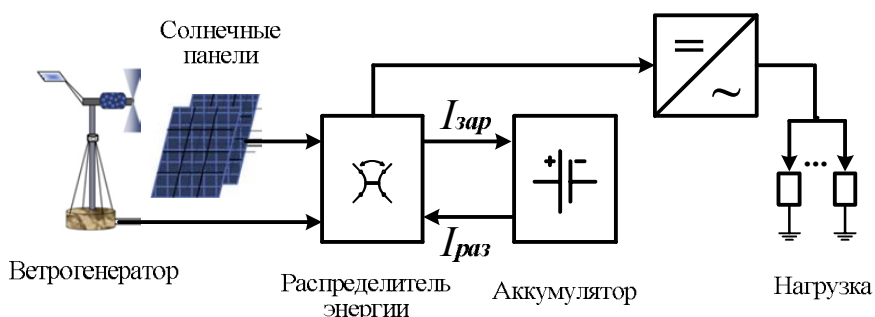 Солнечные
панели
Ветрогенератор
Iзар
Iраз
Распределитель
энергии
+ -
Аккумулятор
=
~
...
Нагрузка